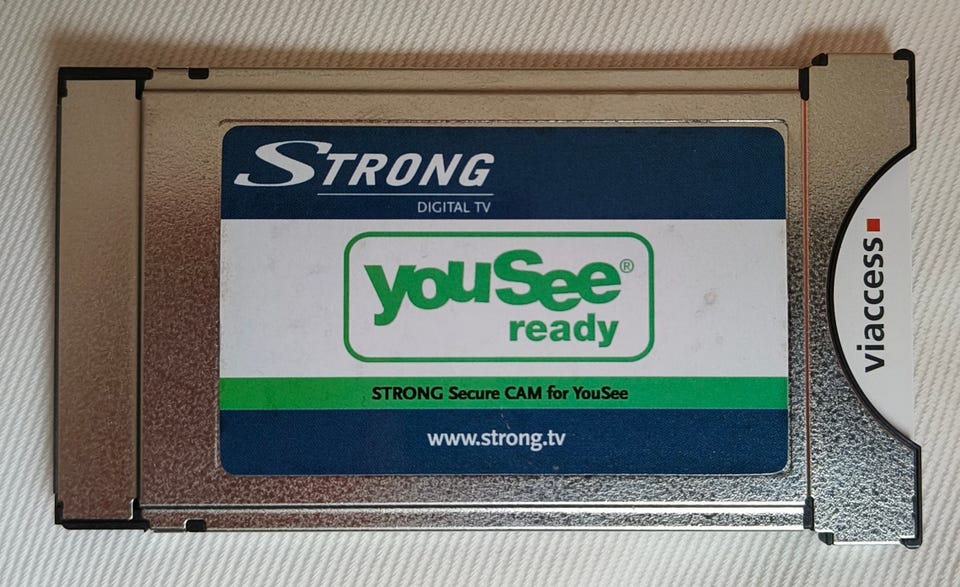 STRONG
DIGITAL TV
youSee®
ready
STRONG Secure CAM for YouSee
www.strong.tv
viaccess